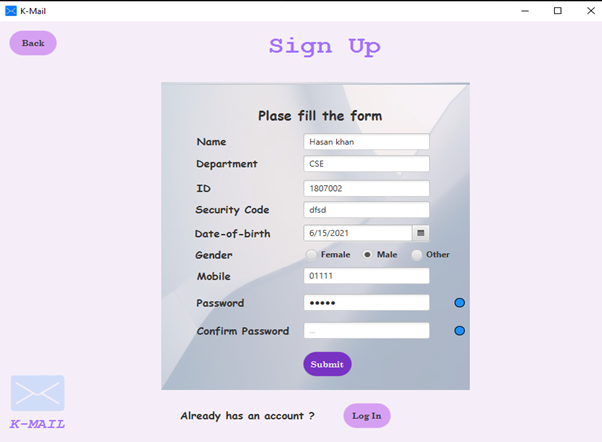 K-Mail
Back
Sign Up
Plase fill the form
Name Hasan khan
Department CSE
ID 1807002
Security Code dfsd
Date-of-birth 6/15/2021
Gender Female Male Other
Mobile 01111
Password ●●●●●
Confirm Password ...
Submit
Already has an account ? Log In
K-MAIL